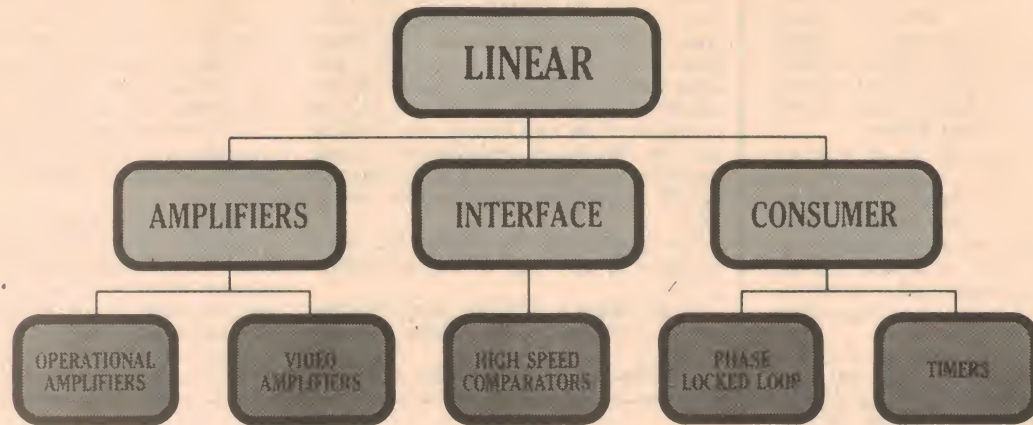 LINEAR
AMPLIFIERS
INTERFACE
CONSUMER
OPERATIONAL
AMPLIFIERS
VIDEO
AMPLIFIERS
HIGH SPEED
COMPARATORS
PHASE
LOCKED LOOP
TIMERS